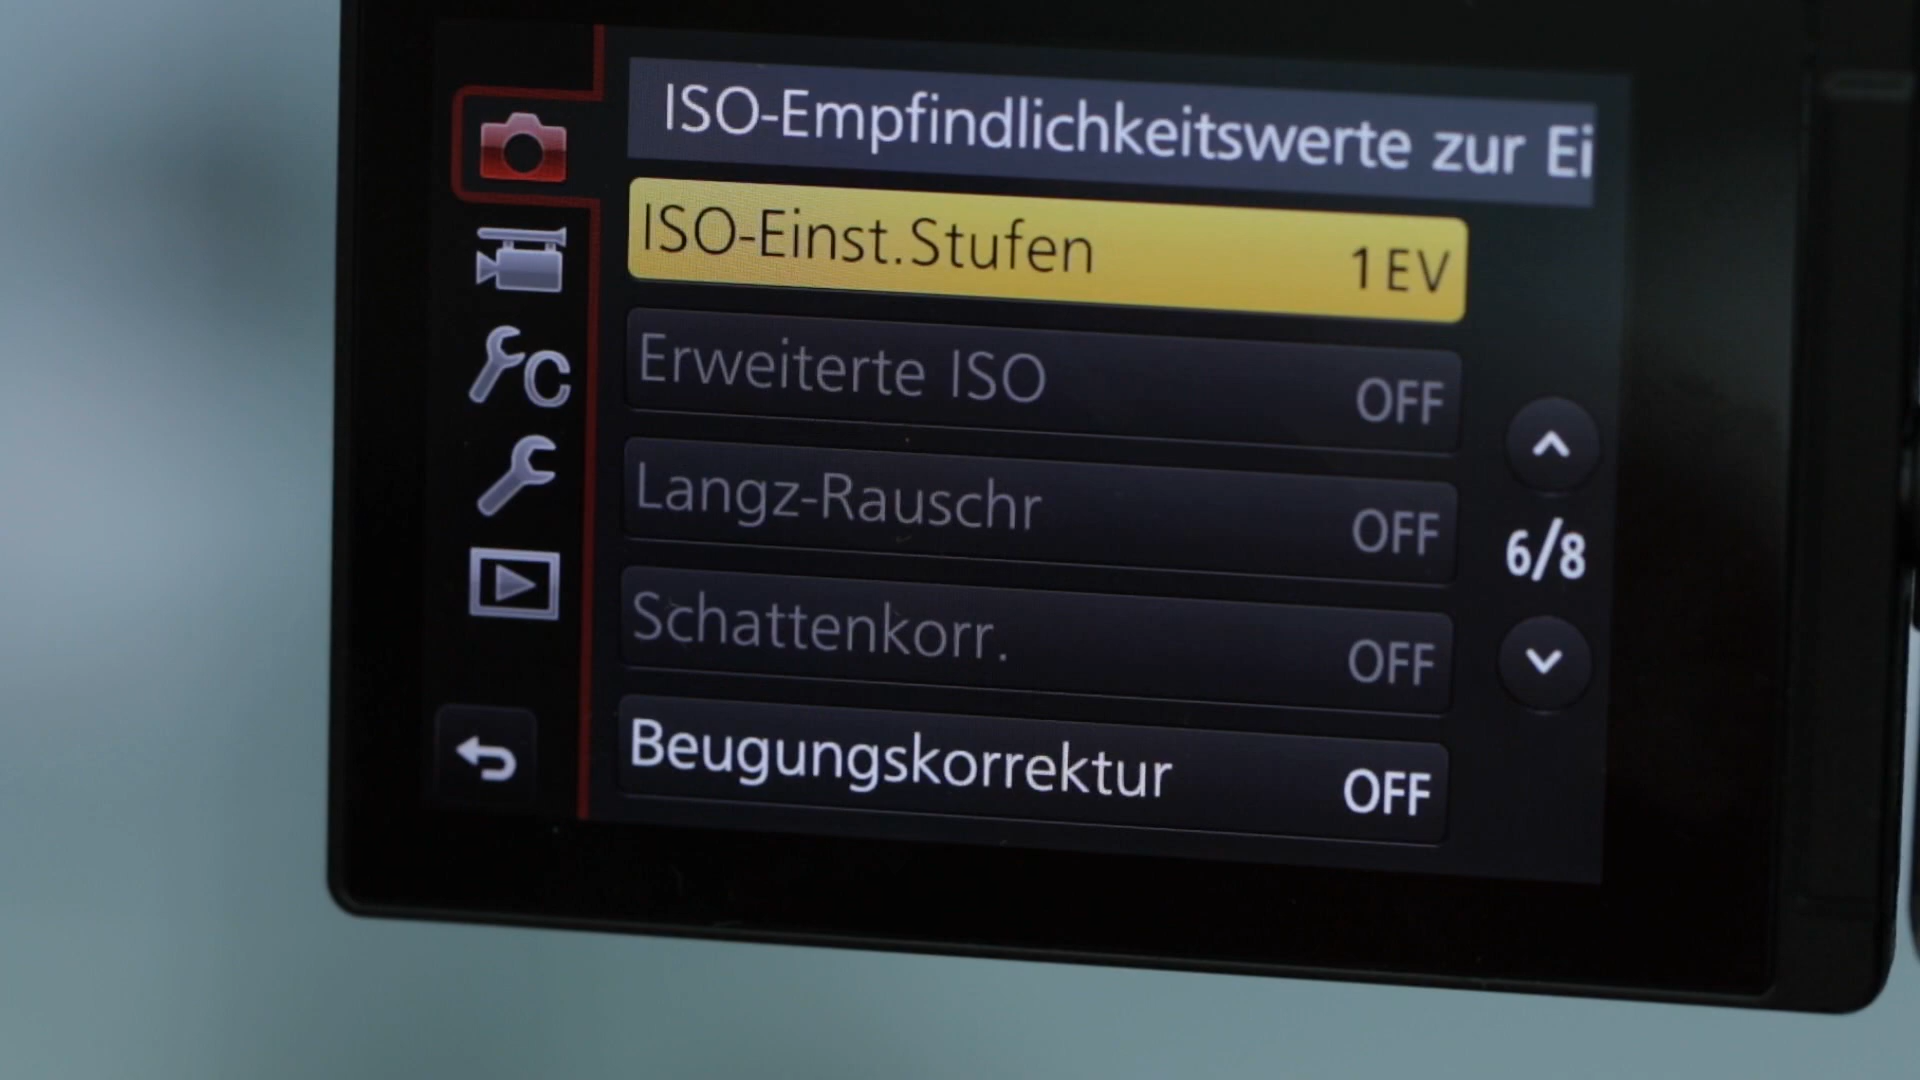 ISO-Empfindlichkeitswerte zur Ei
ISO-Einst.Stufen 1EV
Erweiterte ISO OFF
Langz-Rauschr OFF
Schattenkorr. OFF
Beugungskorrektur OFF
6/8
C